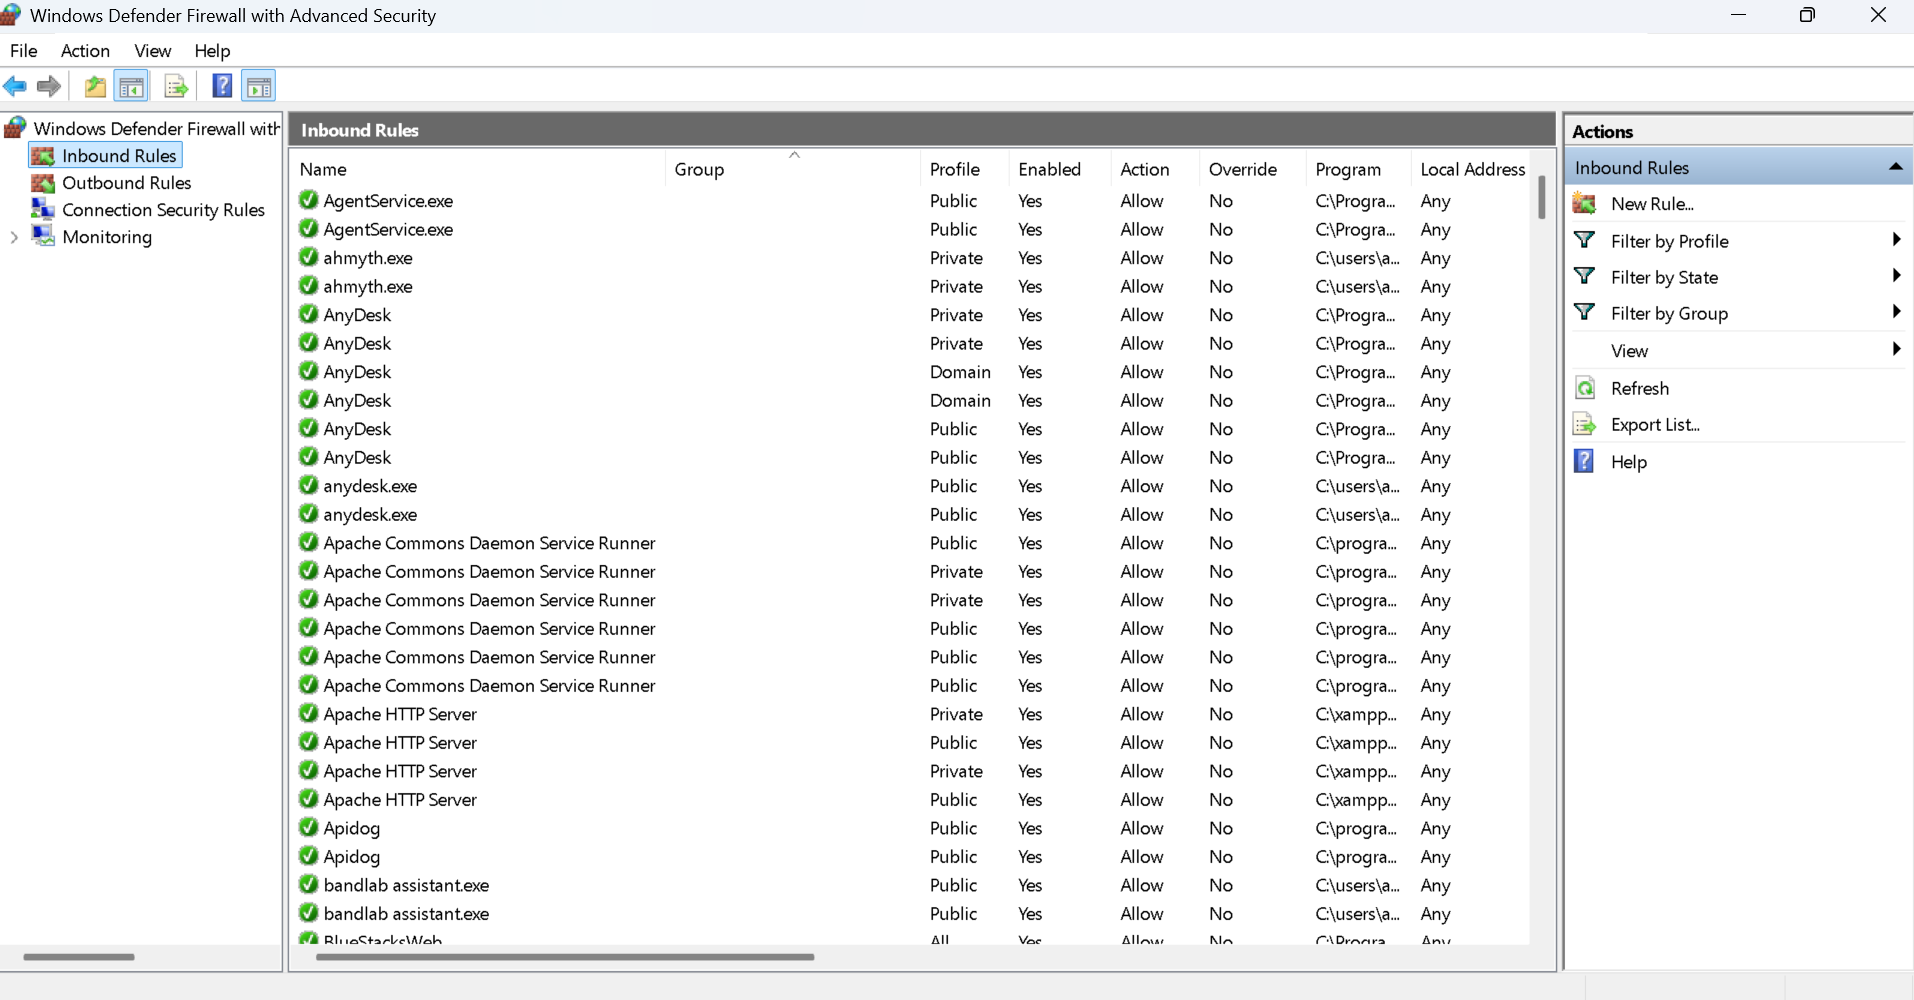 Windows Defender Firewall with Advanced Security
File Action View Help
Windows Defender Firewall with
Inbound Rules
Outbound Rules
Connection Security Rules
Monitoring
Inbound Rules
Name Group Profile Enabled Action Override Program Local Address
AgentService.exe Public Yes Allow No C:\Progra... Any
AgentService.exe Public Yes Allow No C:\Progra... Any
ahmyth.exe Private Yes Allow No C:\users\a... Any
ahmyth.exe Private Yes Allow No C:\users\a... Any
AnyDesk Private Yes Allow No C:\Progra... Any
AnyDesk Private Yes Allow No C:\Progra... Any
AnyDesk Domain Yes Allow No C:\Progra... Any
AnyDesk Domain Yes Allow No C:\Progra... Any
AnyDesk Public Yes Allow No C:\Progra... Any
AnyDesk Public Yes Allow No C:\Progra... Any
anydesk.exe Public Yes Allow No C:\users\a... Any
anydesk.exe Public Yes Allow No C:\users\a... Any
Apache Commons Daemon Service Runner Public Yes Allow No C:\progra... Any
Apache Commons Daemon Service Runner Private Yes Allow No C:\progra... Any
Apache Commons Daemon Service Runner Private Yes Allow No C:\progra... Any
Apache Commons Daemon Service Runner Public Yes Allow No C:\progra... Any
Apache Commons Daemon Service Runner Public Yes Allow No C:\progra... Any
Apache Commons Daemon Service Runner Public Yes Allow No C:\progra... Any
Apache HTTP Server Private Yes Allow No C:\xampp... Any
Apache HTTP Server Public Yes Allow No C:\xampp... Any
Apache HTTP Server Private Yes Allow No C:\xampp... Any
Apache HTTP Server Public Yes Allow No C:\xampp... Any
Apidog Public Yes Allow No C:\progra... Any
Apidog Public Yes Allow No C:\progra... Any
bandlab assistant.exe Public Yes Allow No C:\users\a... Any
bandlab assistant.exe Public Yes Allow No C:\users\a... Any
BlueStacksWeb All Yes Allow No C:\Progra... Any
Actions
Inbound Rules
New Rule...
Filter by Profile
Filter by State
Filter by Group
View
Refresh
Export List...
Help